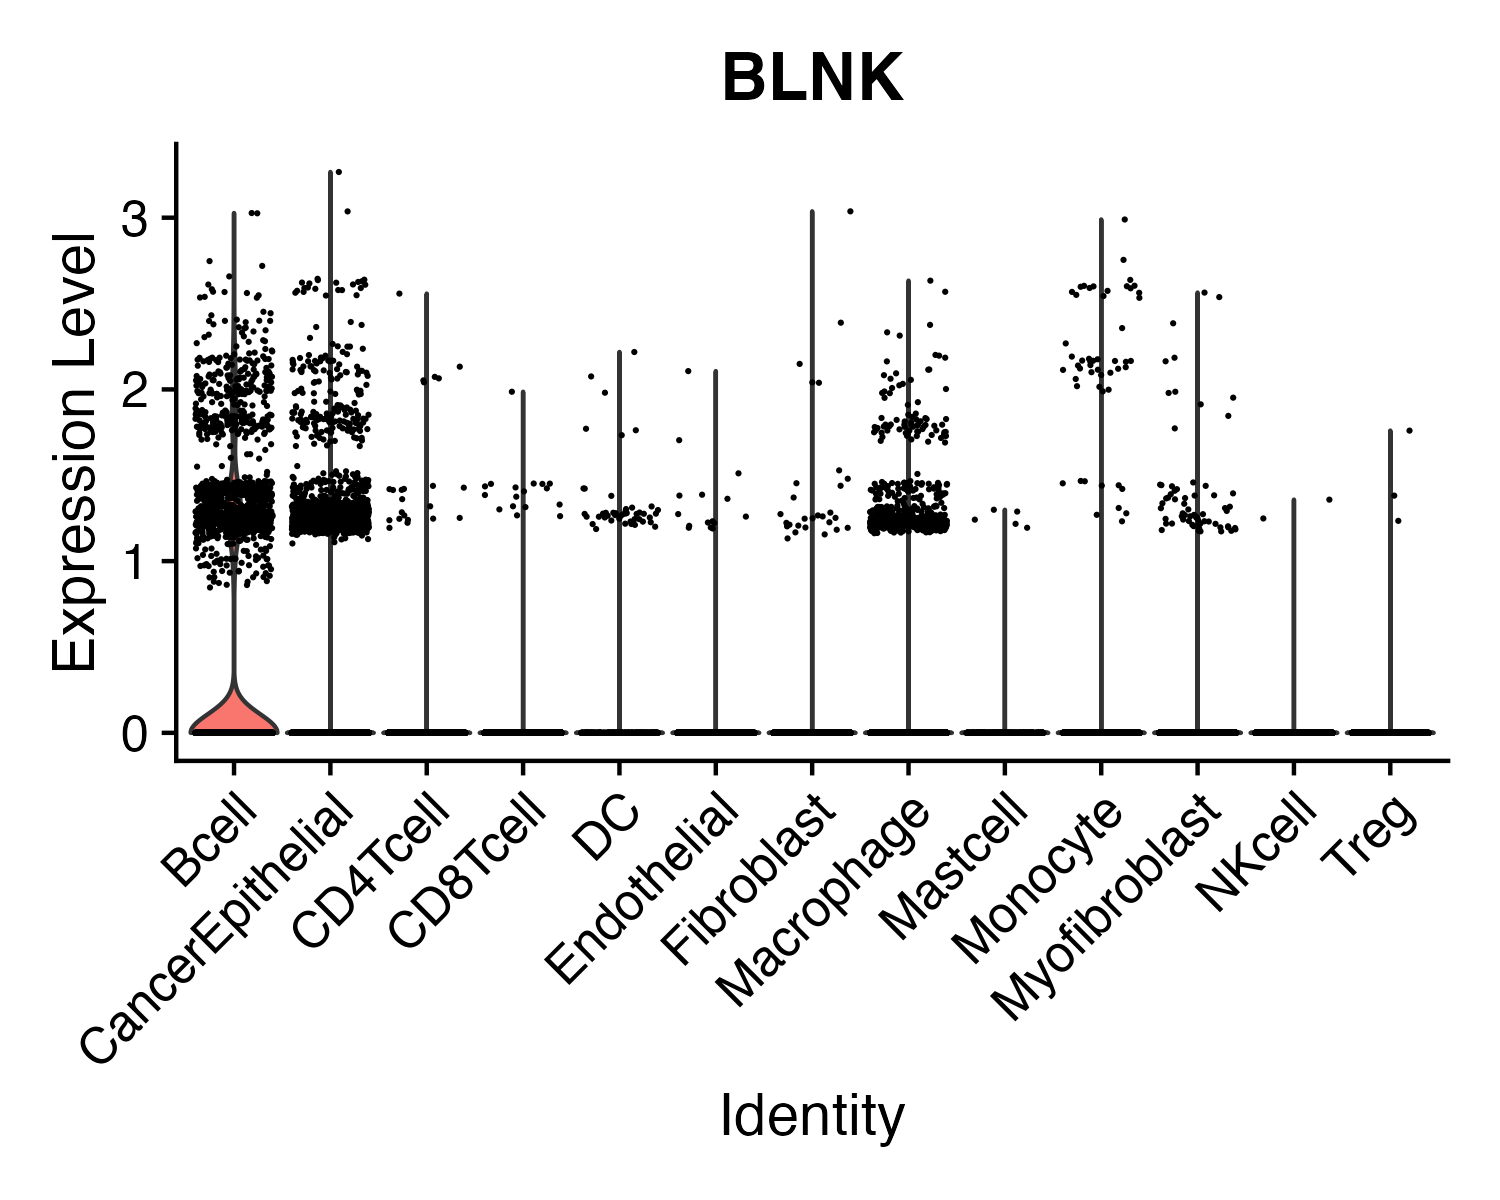 BLNK
Expression Level
3
2
1
0
Bcell
CancerEpithelial
CD4Tcell
CD8Tcell
DC
Endothelial
Fibroblast
Macrophage
Mastcell
Monocyte
Myofibroblast
NKcell
Treg
Identity